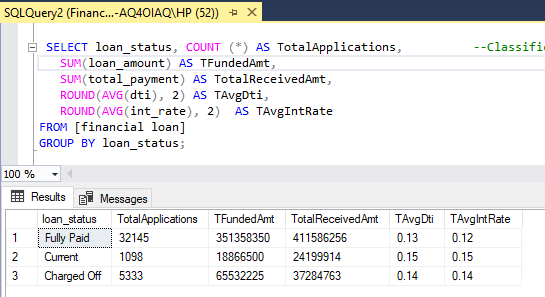 SQLQuery2 (Financ...-AQ4OIAQ\HP (52))
SELECT loan_status, COUNT (*) AS TotalApplications, --Classific
SUM(loan_amount) AS TFundedAmt,
SUM(total_payment) AS TotalReceivedAmt,
ROUND(AVG(dti), 2) AS TAvgDti,
ROUND(AVG(int_rate), 2) AS TAvgIntRate
FROM [financial loan]
GROUP BY loan_status;
100 %
Results Messages
loan_status TotalApplications TFundedAmt TotalReceivedAmt TAvgDti TAvgIntRate
1 Fully Paid 32145 351358350 411586256 0.13 0.12
2 Current 1098 18866500 24199914 0.15 0.15
3 Charged Off 5333 65532225 37284763 0.14 0.14